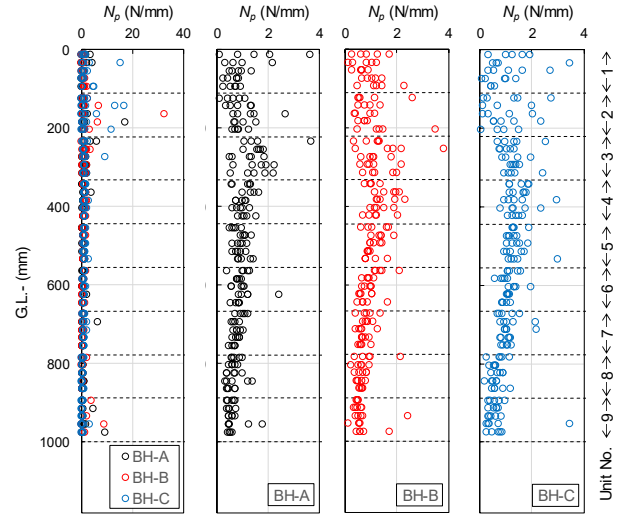 Np (N/mm) Np (N/mm) Np (N/mm) Np (N/mm)
0 20 40 0 2 4 0 2 4 0 2 4
0
200
400
600
800
1000
G.L.- (mm)
BH-A
BH-B
BH-C
BH-A
BH-B
BH-C
Unit No. ←9→←8→←7→←6→←5→←4→←3→←2→←1→